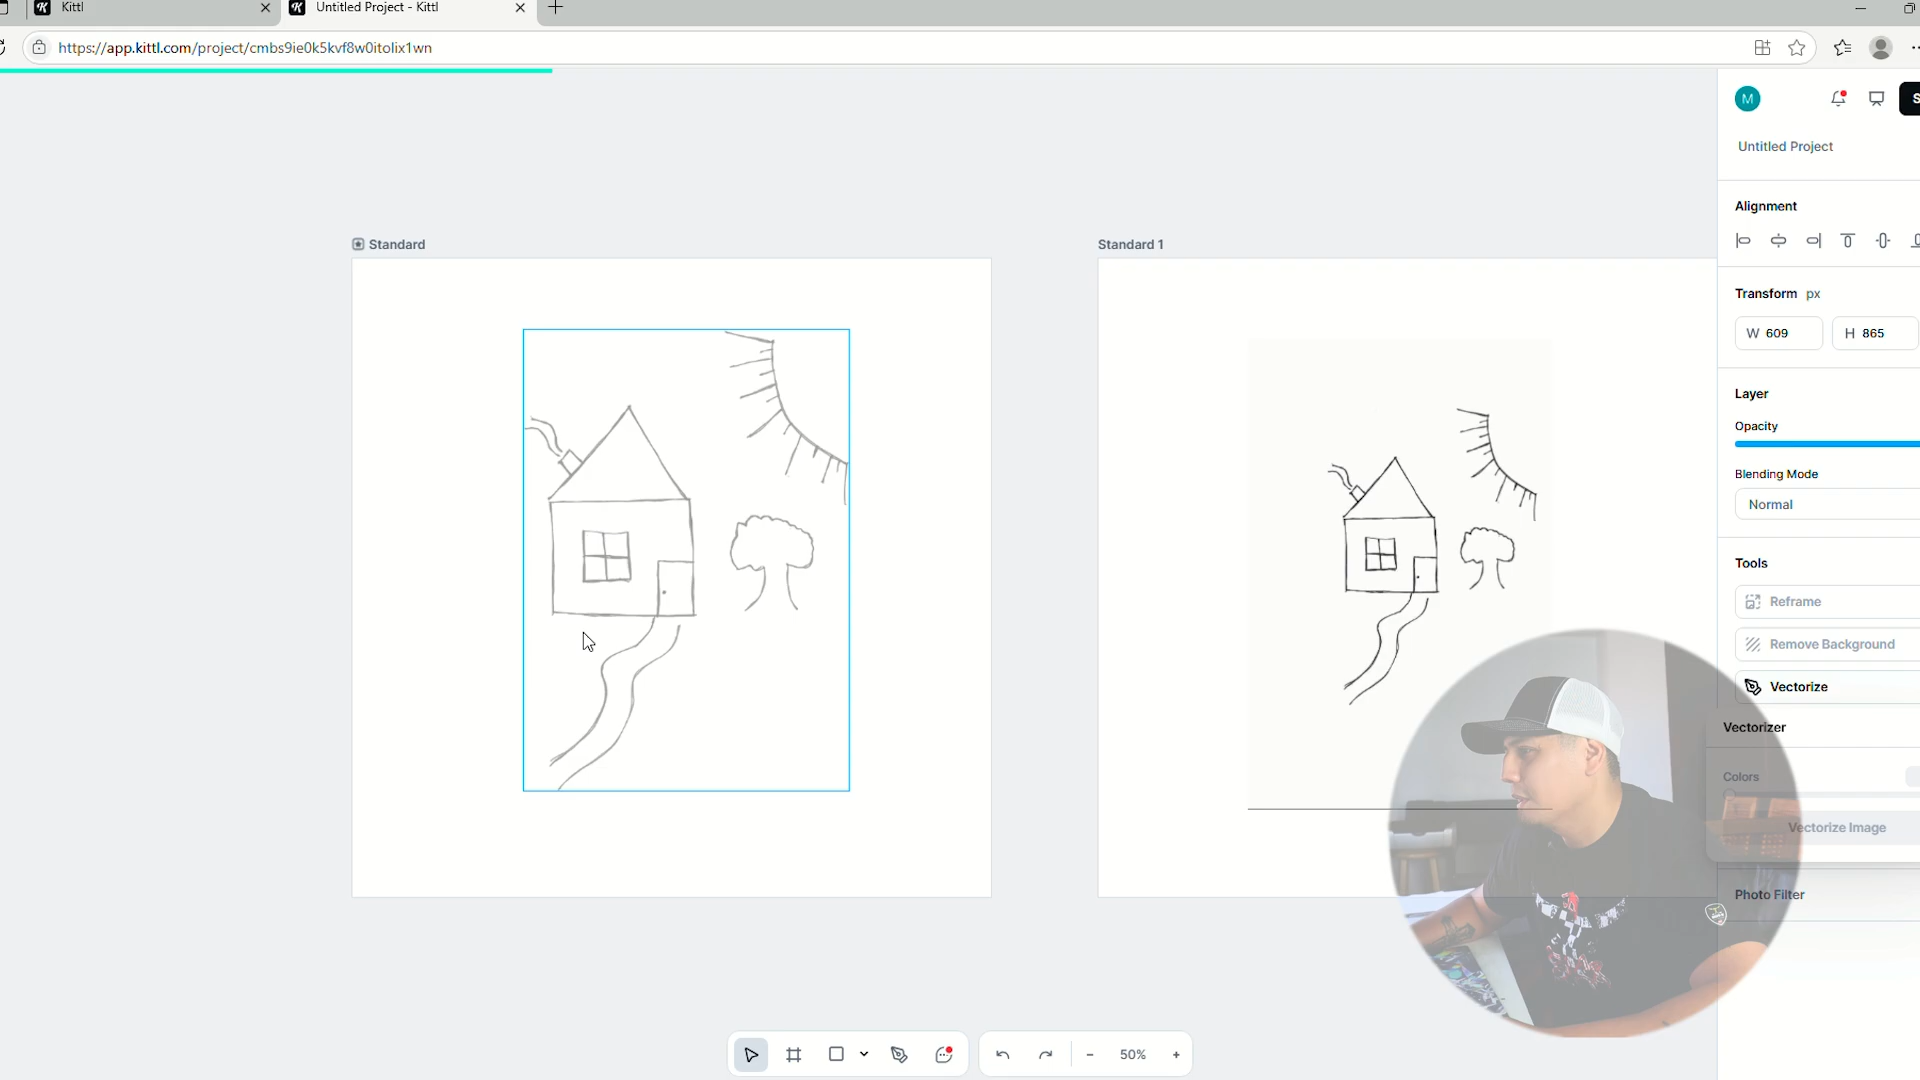 Kittl
Untitled Project - Kittl
https://app.kittl.com/project/cmbs9ie0k5kvf8w0itolix1wn
M
S
Untitled Project
Alignment
Standard
Standard 1
Transform px
W 609
H 865
Layer
Opacity
Blending Mode
Normal
Tools
Reframe
Remove Background
Vectorize
Vectorizer
Colors
Vectorize Image
Photo Filter
50%